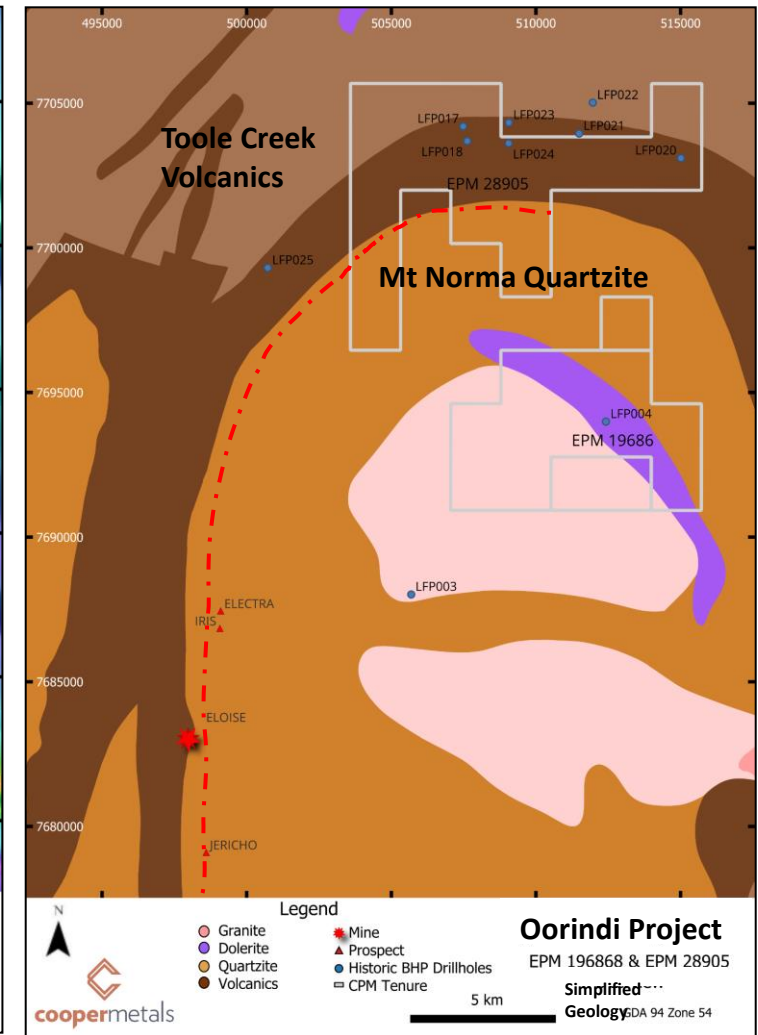 495000 500000 505000 510000 515000
7705000
LFP022
LFP017 LFP023
LFP021
LFP018 LFP024 LFP020
Toole Creek
Volcanics
EPM 28905
7700000
LFP025
Mt Norma Quartzite
7695000
LFP004
EPM 19686
7690000
LFP003
ELECTRA
IRIS
7685000
ELOISE
7680000
JERICHO
Legend
N
Granite
Dolerite
Quartzite
Volcanics
Mine
Prospect
Historic BHP Drillholes
CPM Tenure
5 km
Oorindi Project
EPM 196868 & EPM 28905
Simplified
Geology
GDA 94 Zone 54
coopermetals